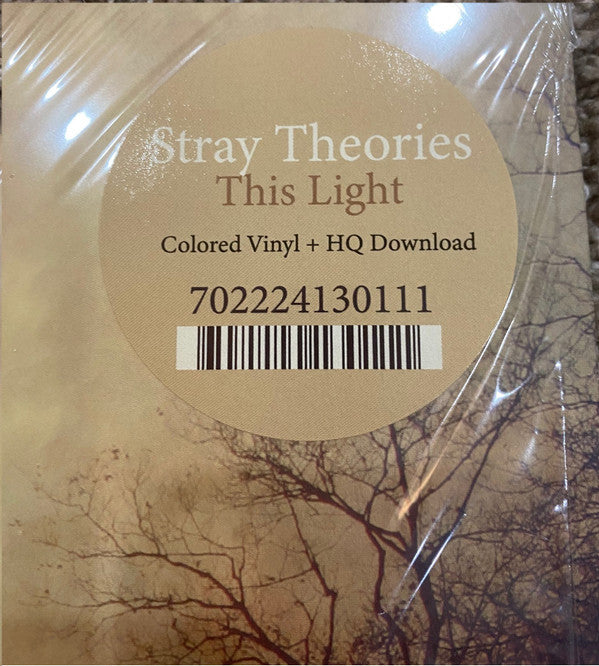 Stray Theories
This Light
Colored Vinyl + HQ Download
702224130111